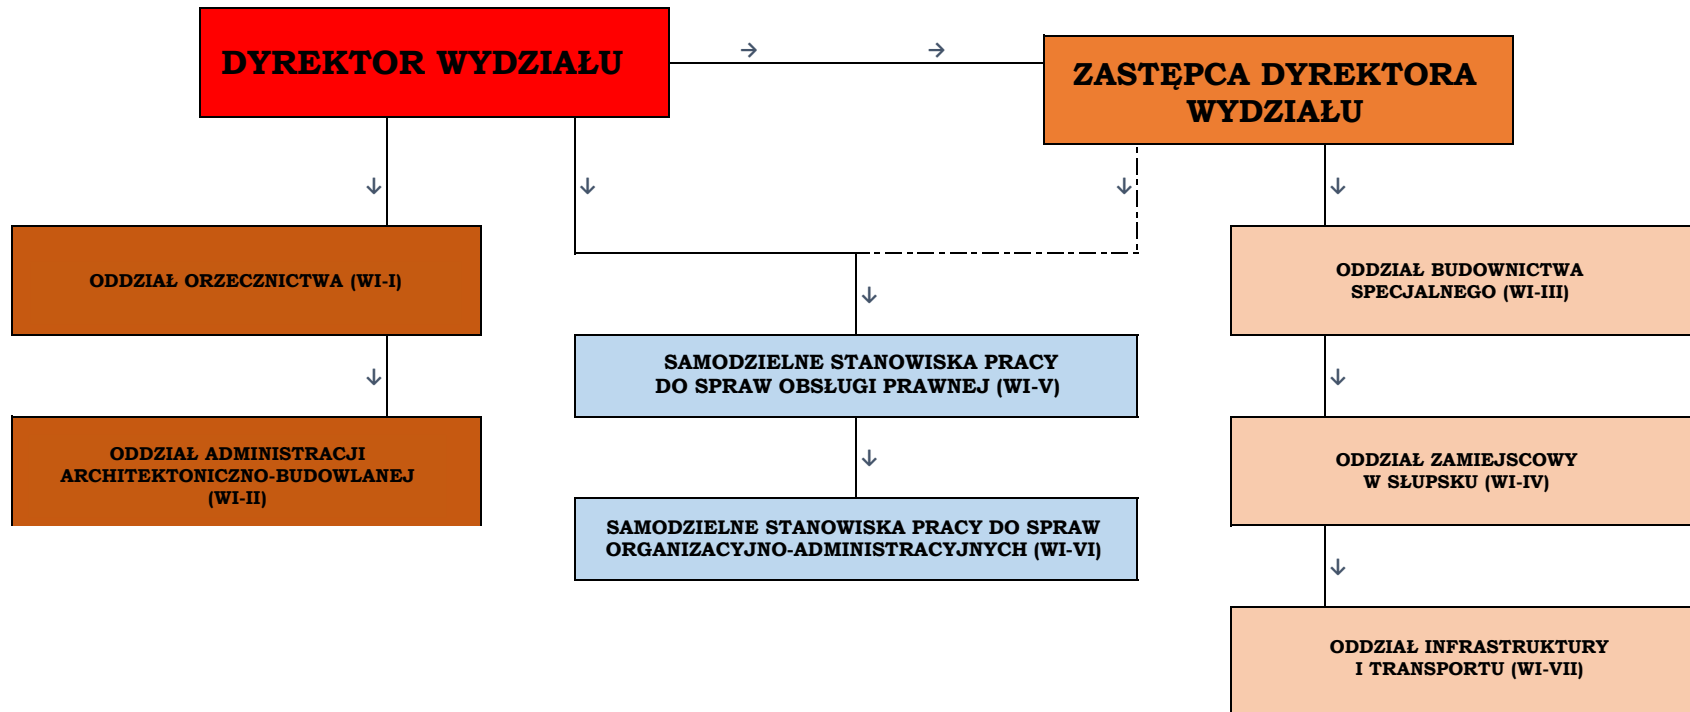 DYREKTOR WYDZIAŁU
ZASTĘPCA DYREKTORA
WYDZIAŁU
ODDZIAŁ ORZECZNICTWA (WI-I)
ODDZIAŁ BUDOWNICTWA
SPECJALNEGO (WI-III)
SAMODZIELNE STANOWISKA PRACY
DO SPRAW OBSŁUGI PRAWNEJ (WI-V)
ODDZIAŁ ADMINISTRACJI
ARCHITEKTONICZNO-BUDOWLANEJ
(WI-II)
ODDZIAŁ ZAMIEJSCOWY
W SŁUPSKU (WI-IV)
SAMODZIELNE STANOWISKA PRACY DO SPRAW
ORGANIZACYJNO-ADMINISTRACYJNYCH (WI-VI)
ODDZIAŁ INFRASTRUKTURY
I TRANSPORTU (WI-VII)